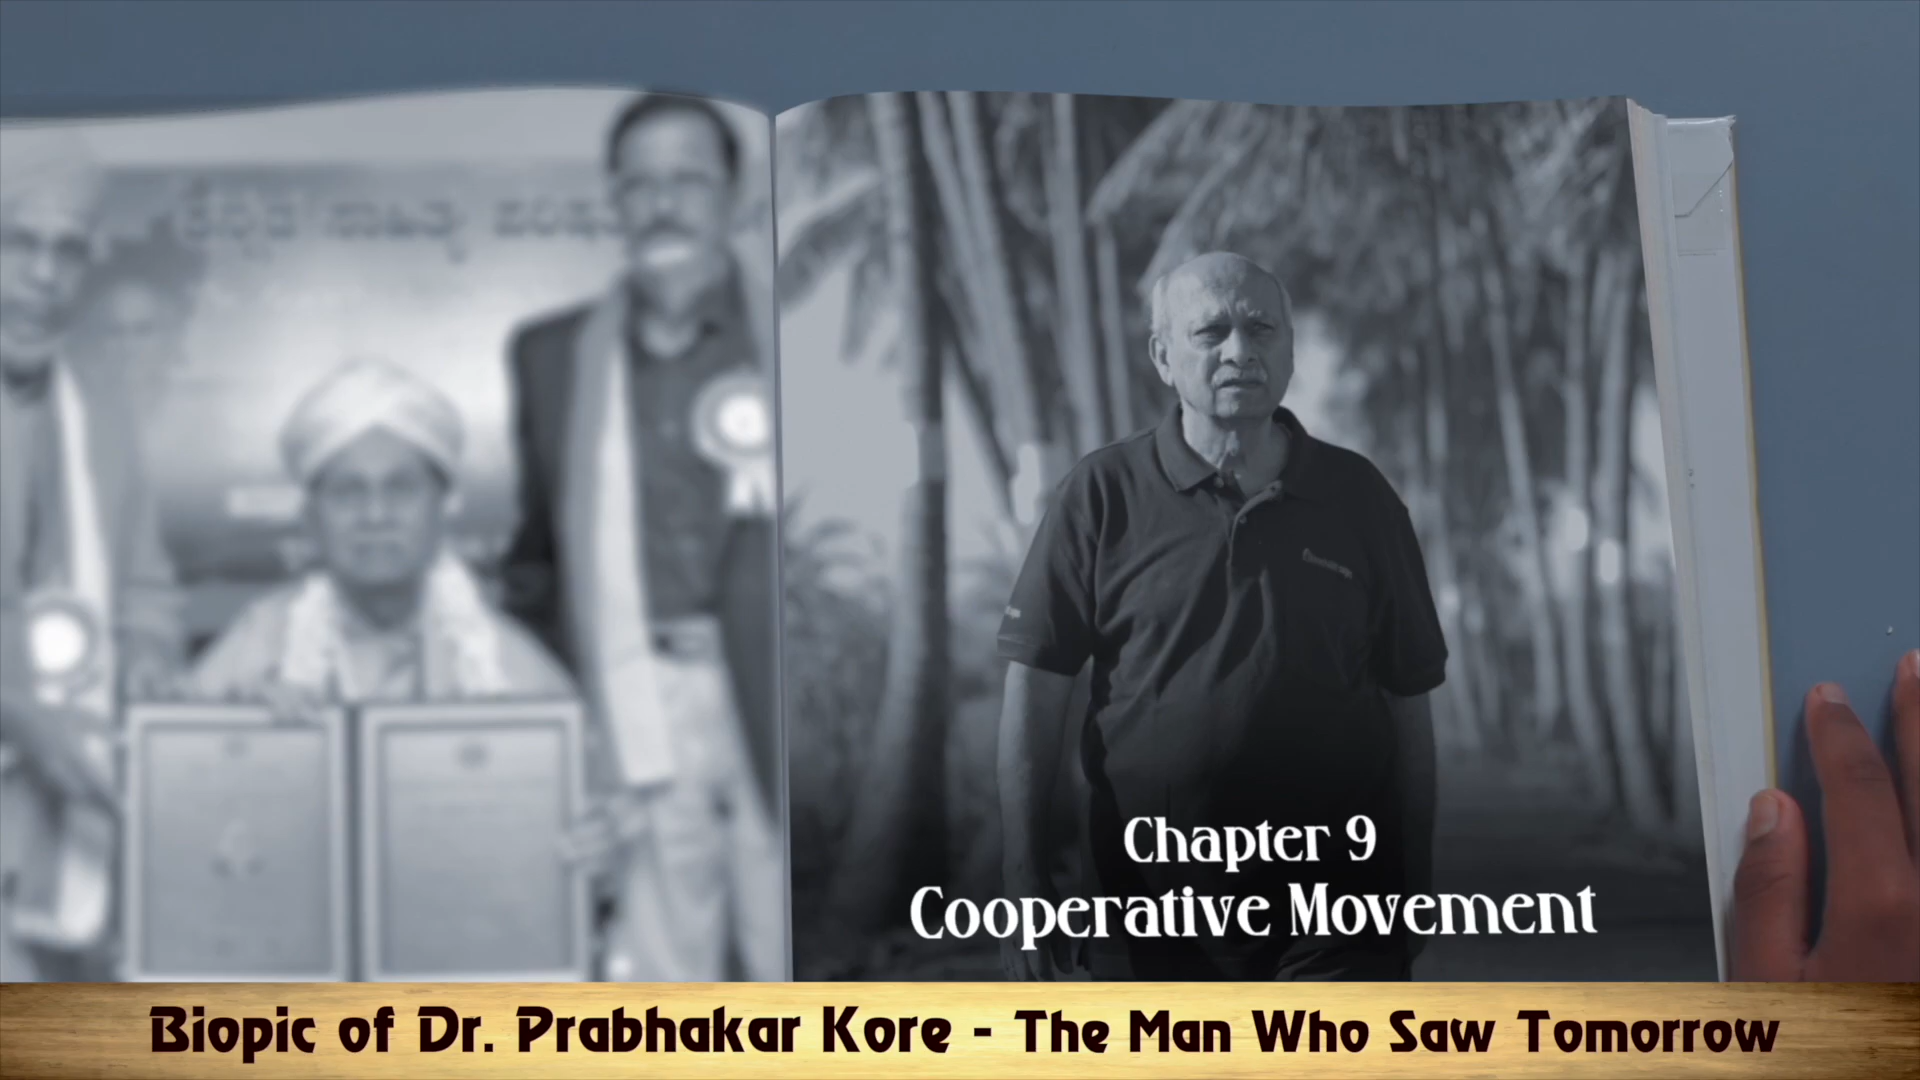 Chapter 9
Cooperative Movement
Biopic of Dr. Prabhakar Kore - The Man Who Saw Tomorrow